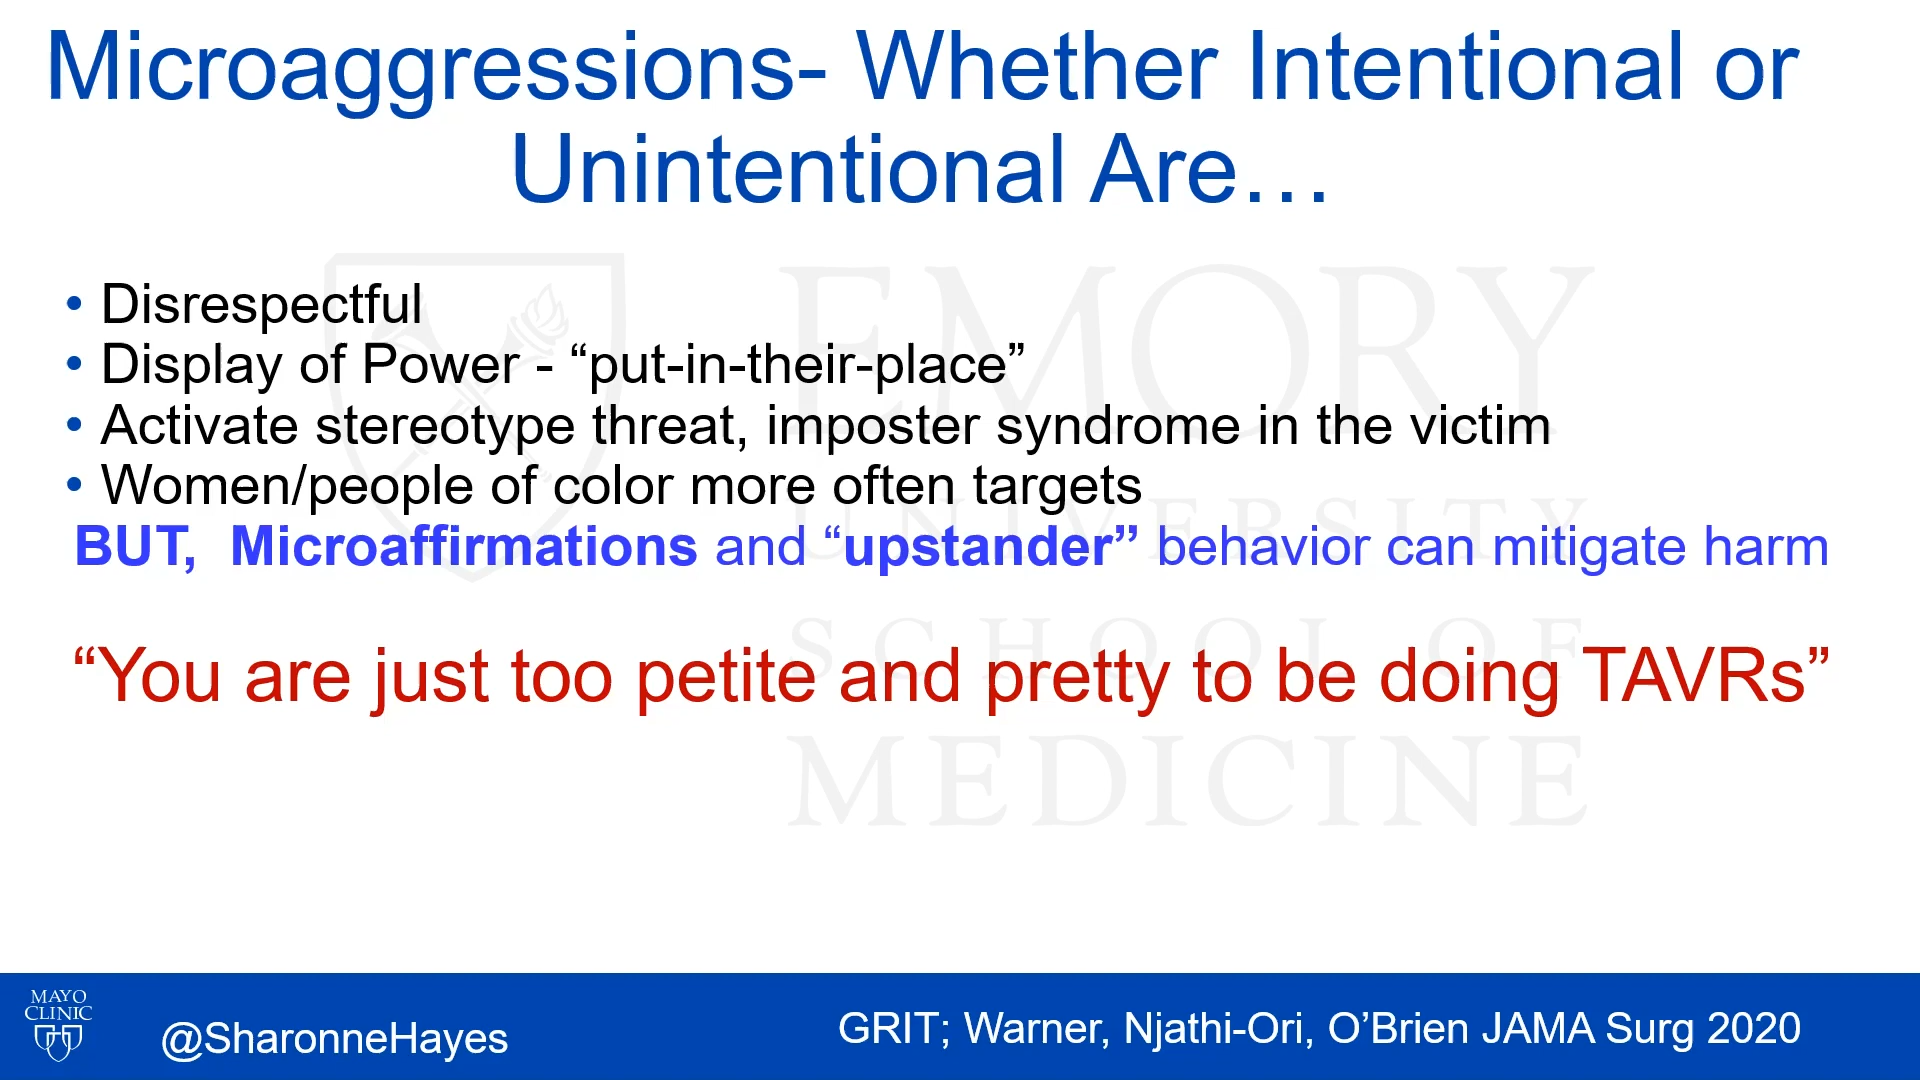 Microaggressions- Whether Intentional or
Unintentional Are…
• Disrespectful
• Display of Power - “put-in-their-place”
• Activate stereotype threat, imposter syndrome in the victim
• Women/people of color more often targets
BUT, Microaffirmations and “upstander” behavior can mitigate harm
“You are just too petite and pretty to be doing TAVRs”
EMORY
UNIVERSITY
SCHOOL OF
MEDICINE
MAYO
CLINIC
@SharonneHayes
GRIT; Warner, Njathi-Ori, O’Brien JAMA Surg 2020